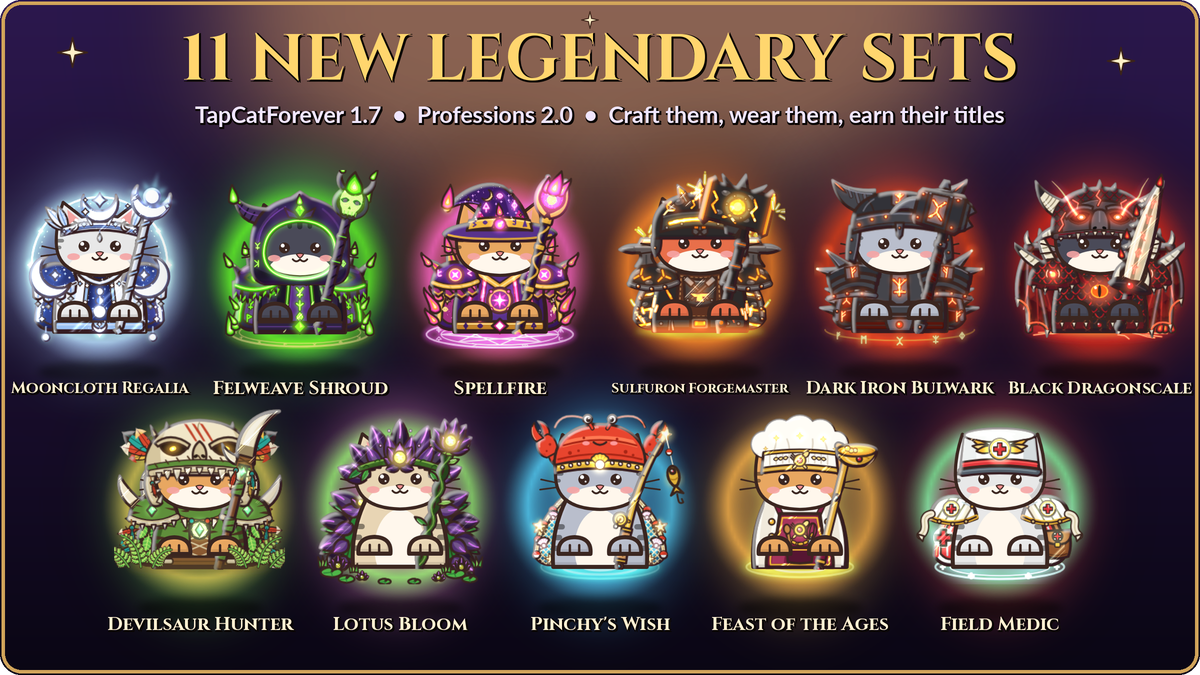 11 NEW LEGENDARY SETS
TapCatForever 1.7 • Professions 2.0 • Craft them, wear them, earn their titles
MOONCLOTH REGALIA
FELWEAVE SHROUD
SPELLFIRE
SULFURON FORGEMASTER
DARK IRON BULWARK
BLACK DRAGONSCALE
DEVILSAUR HUNTER
LOTUS BLOOM
PINCHY'S WISH
FEAST OF THE AGES
FIELD MEDIC